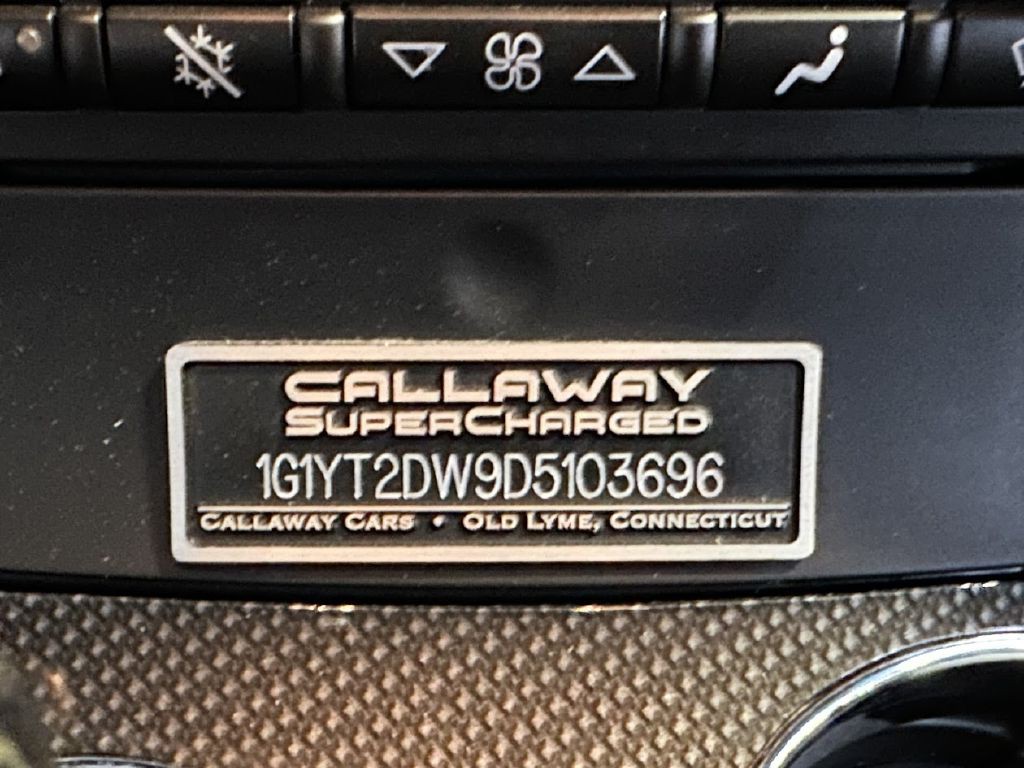 CALLAWAY
SUPERCHARGED
1G1YT2DW9D5103696
CALLAWAY CARS • OLD LYME, CONNECTICUT